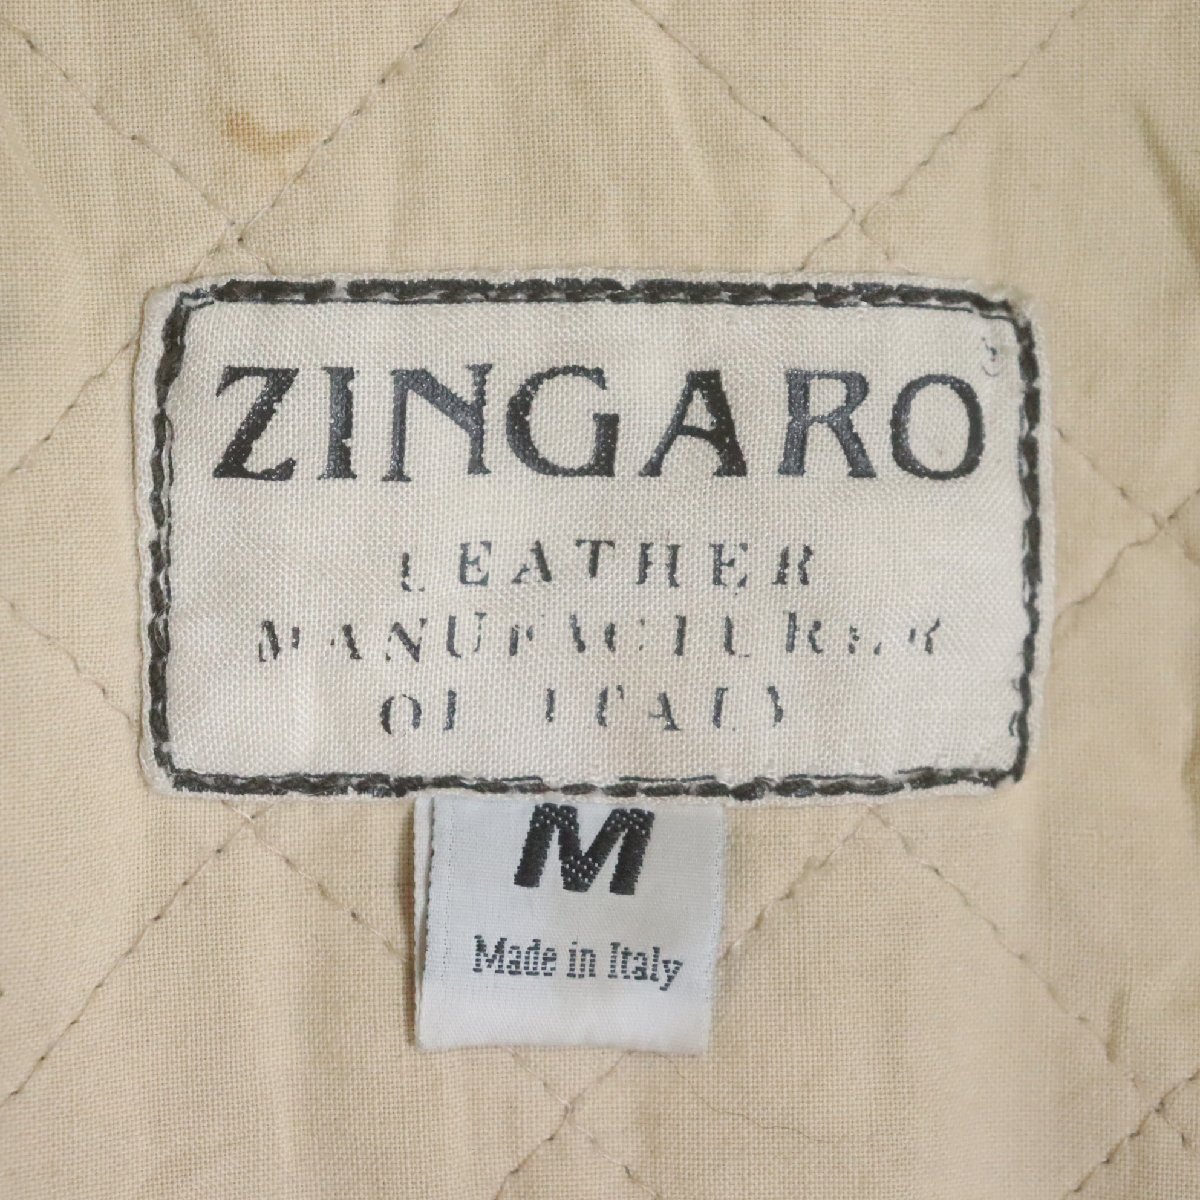 ZINGARO
LEATHER
MANUFACTURER
OF ITALY
M
Made in Italy